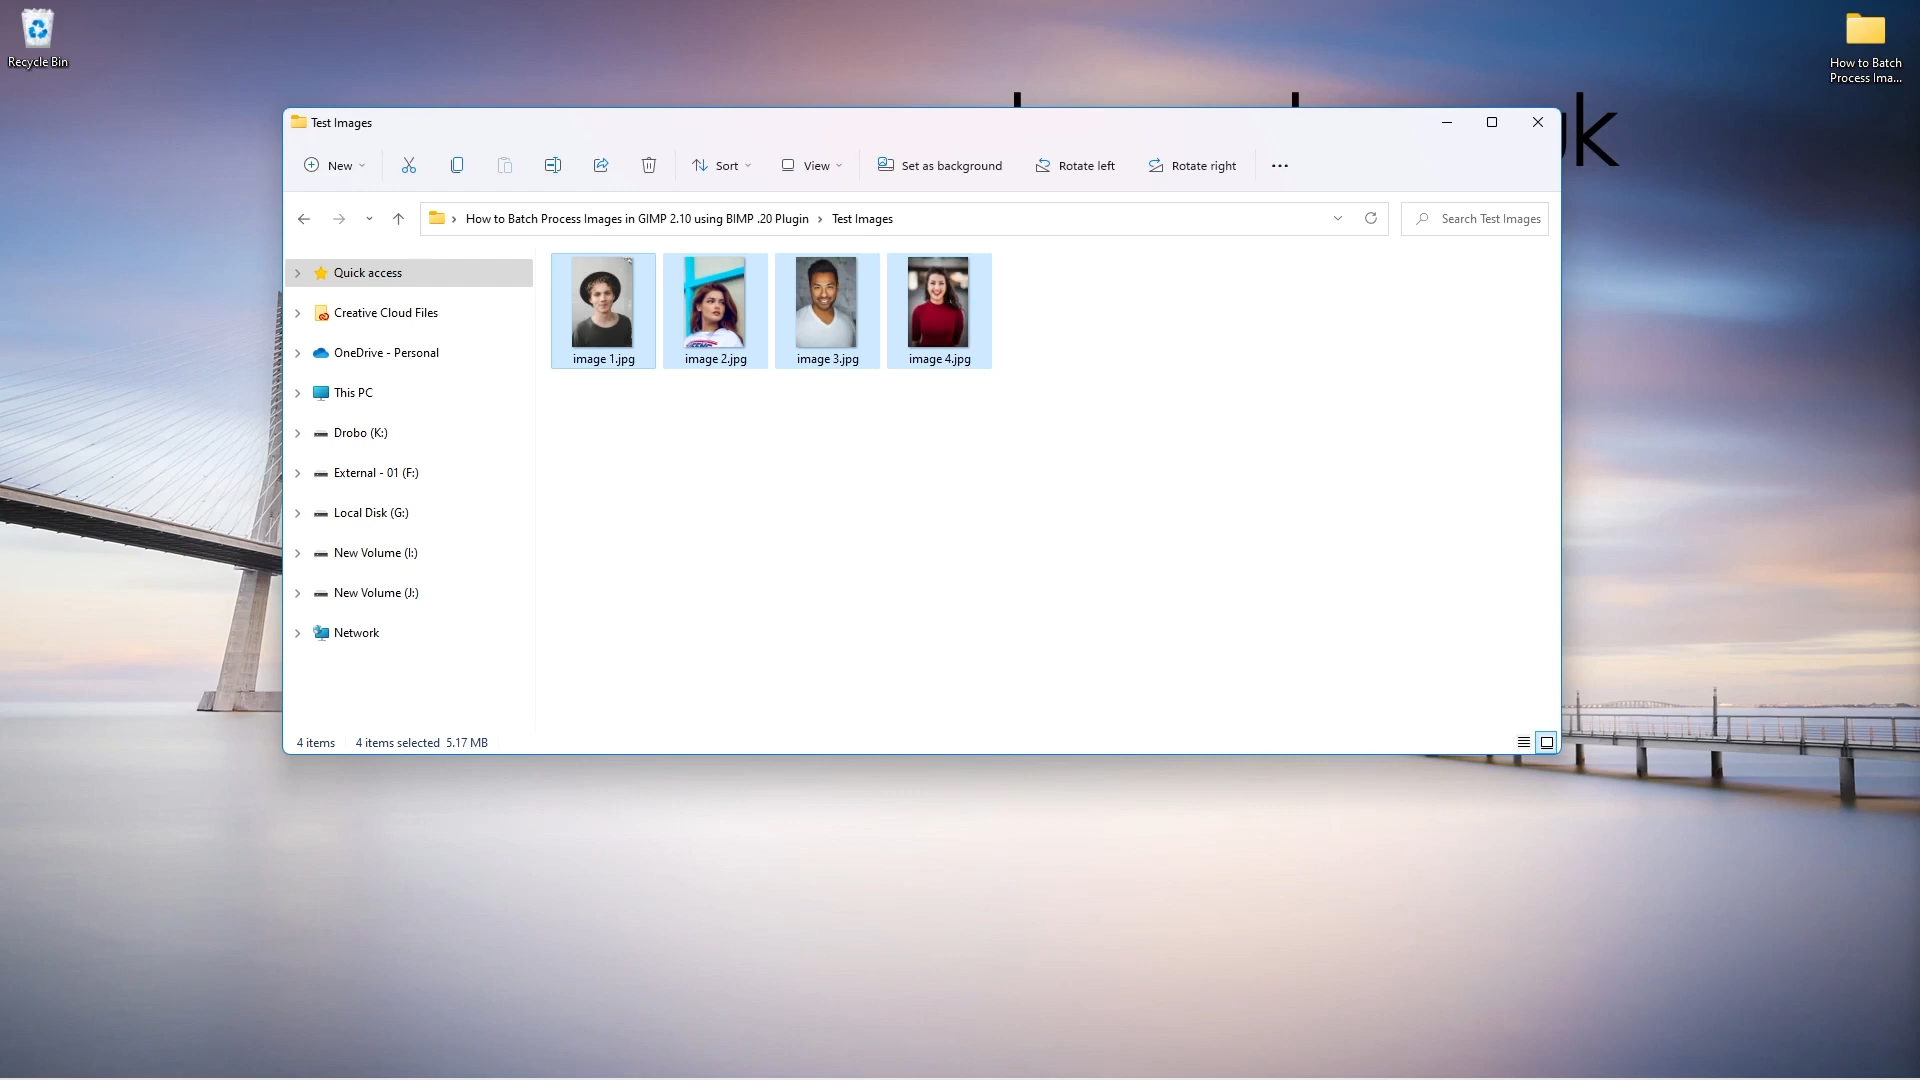 Recycle Bin
How to Batch
Process Ima...
Test Images
New
Sort
View
Set as background
Rotate left
Rotate right
How to Batch Process Images in GIMP 2.10 using BIMP .20 Plugin
Test Images
Search Test Images
Quick access
Creative Cloud Files
OneDrive - Personal
This PC
Drobo (K:)
External - 01 (F:)
Local Disk (G:)
New Volume (I:)
New Volume (J:)
Network
image 1.jpg
image 2.jpg
image 3.jpg
image 4.jpg
4 items
4 items selected 5.17 MB